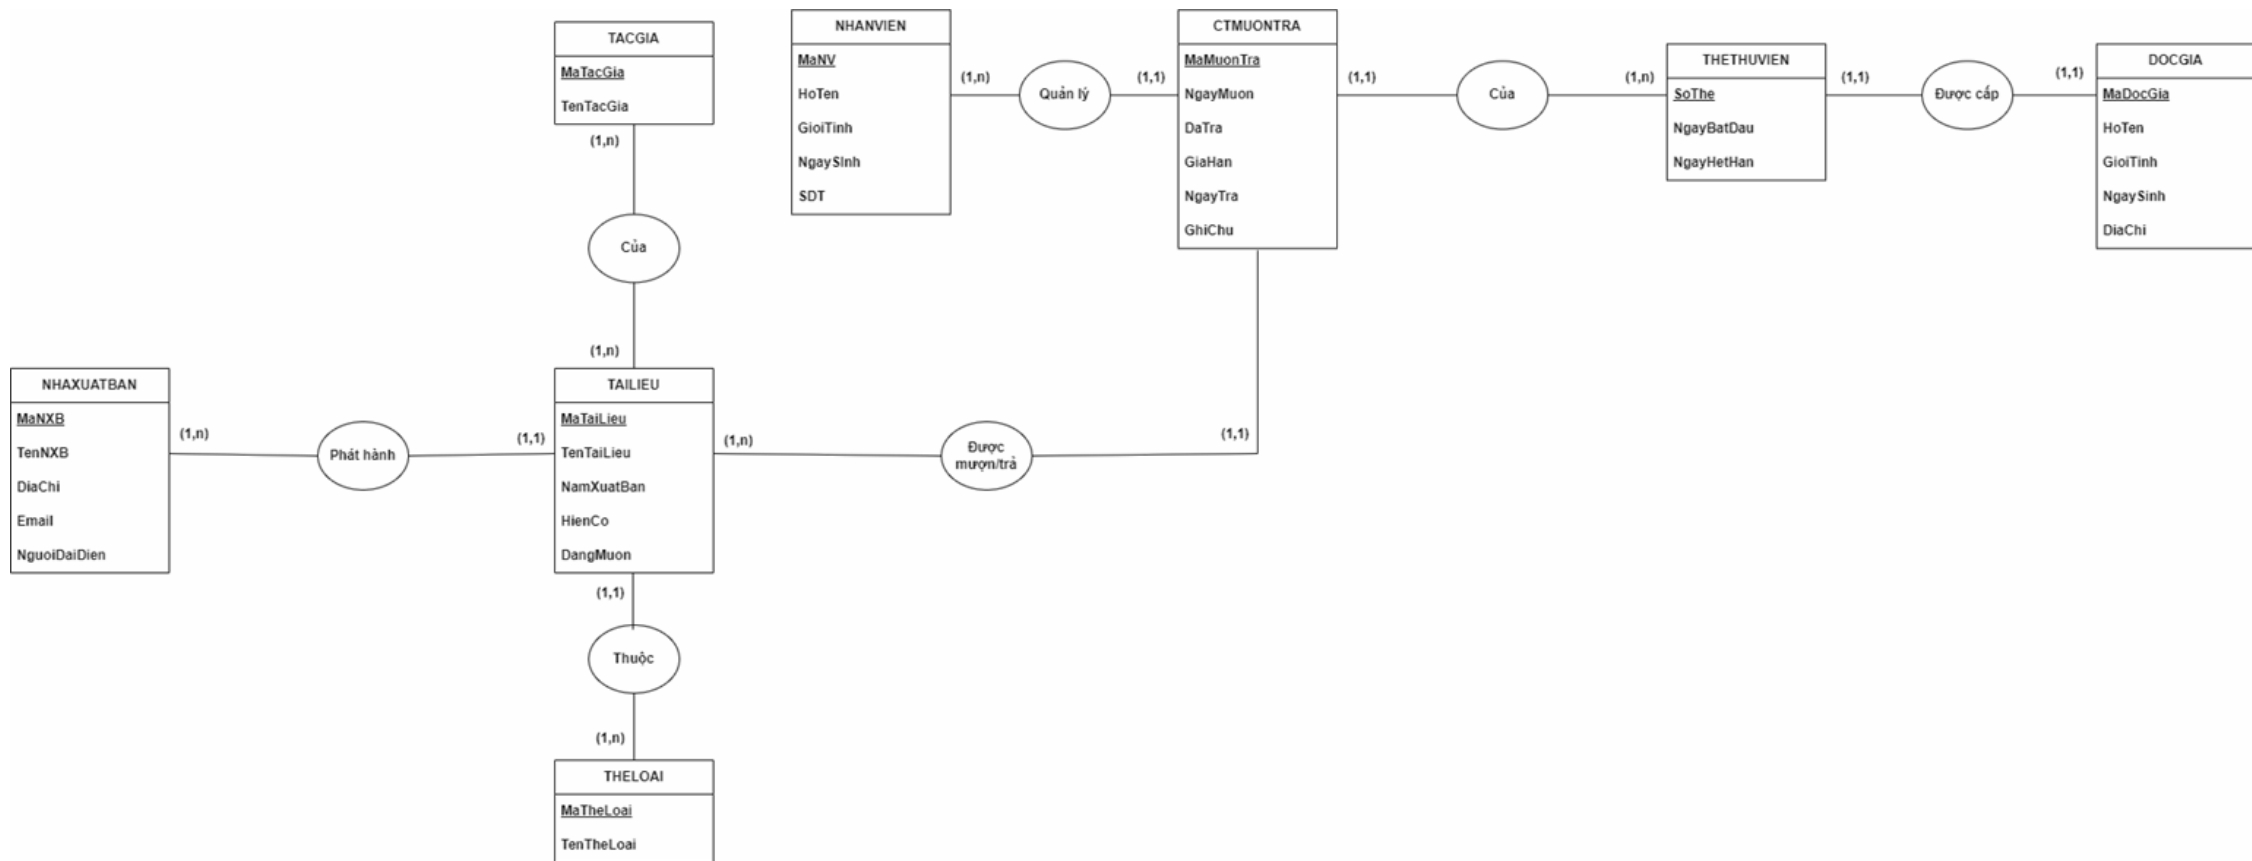 TACGIA
MaTacGia
TenTacGia
(1,n)
Của
(1,n)
NHANVIEN
MaNV
HoTen
GioiTinh
NgaySInh
SDT
(1,n)
Quản lý
(1,1)
CTMUONTRA
MaMuonTra
NgayMuon
DaTra
GiaHan
NgayTra
GhiChu
(1,1)
Của
(1,n)
THETHUVIEN
SoThe
NgayBatDau
NgayHetHan
(1,1)
Được cấp
(1,1)
DOCGIA
MaDocGia
HoTen
GioiTinh
NgaySinh
DiaChi
NHAXUATBAN
MaNXB
TenNXB
DiaChi
Email
NguoiDaiDien
(1,n)
Phát hành
(1,1)
TAILIEU
MaTaiLieu
TenTaiLieu
NamXuatBan
HienCo
DangMuon
(1,n)
Được
mượn/trả
(1,1)
(1,1)
Thuộc
(1,n)
THELOAI
MaTheLoai
TenTheLoai